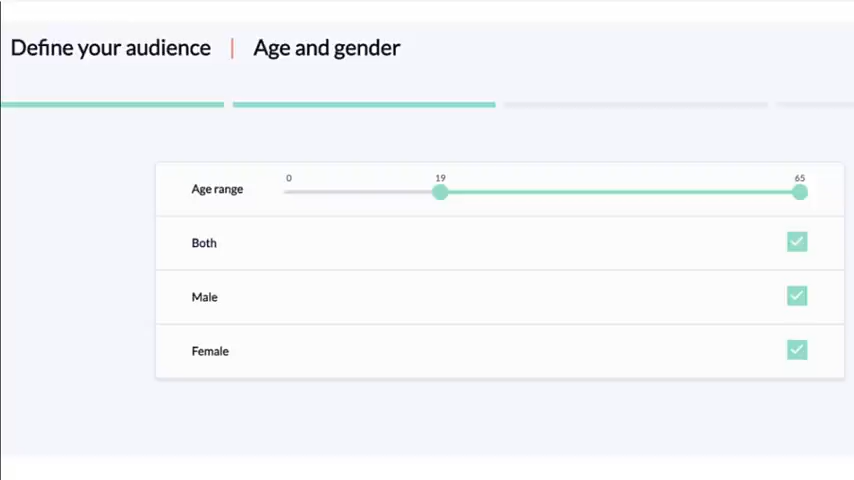 Define your audience | Age and gender
0 19 65
Age range
Both
Male
Female